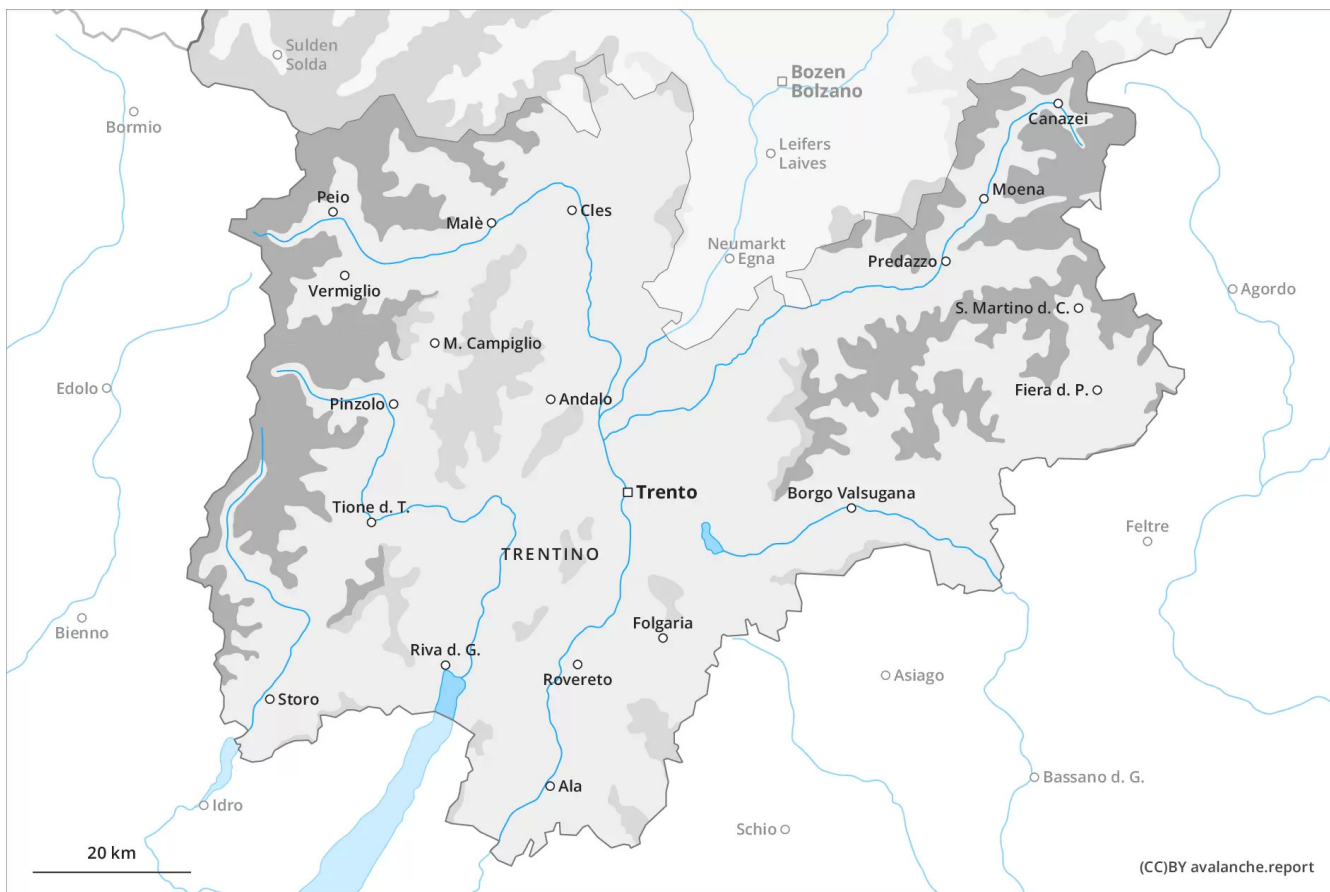 Sulden
Solda
Bozen
Bolzano
Bormio
Canazei
Leifers
Laives
Moena
Peio
Malè
Cles
Neumarkt
Egna
Predazzo
Vermiglio
Agordo
S. Martino d. C.
M. Campiglio
Edolo
Pinzolo
Andalo
Fiera d. P.
Trento
Borgo Valsugana
Tione d. T.
Feltre
TRENTINO
Bienno
Folgaria
Riva d. G.
Rovereto
Asiago
Storo
Ala
Bassano d. G.
Idro
Schio
20 km
(CC)BY avalanche.report